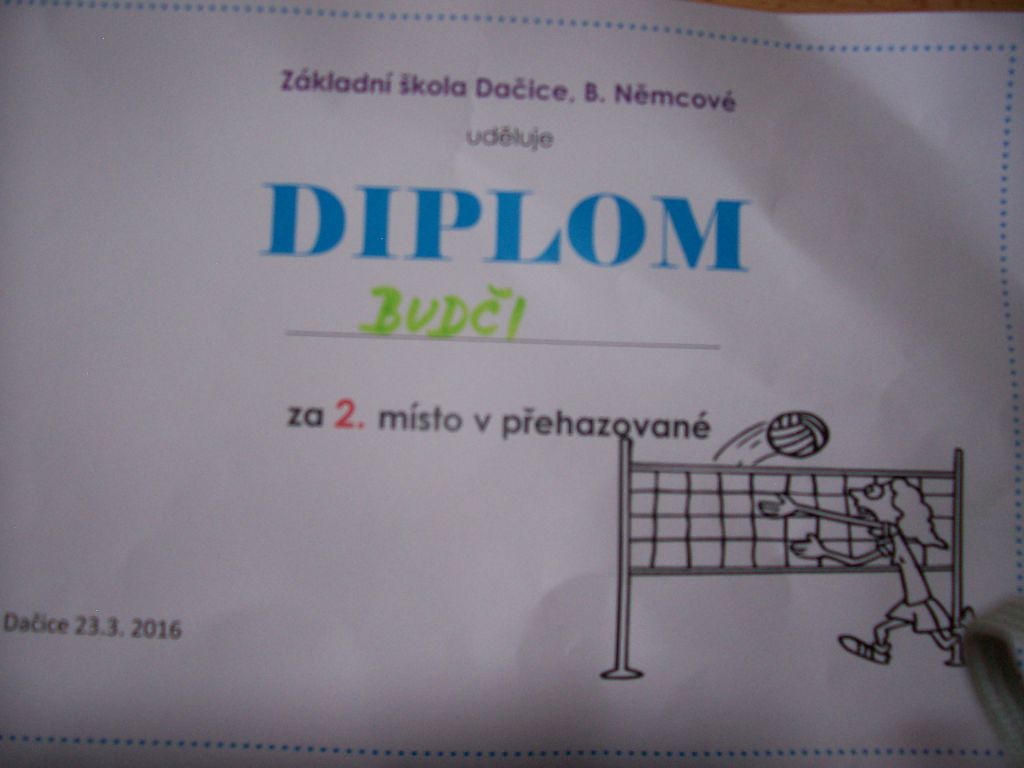 Základní škola Dačice, B. Němcové
uděluje
DIPLOM
BUDČI
za 2. místo v přehazované
Dačice 23.3. 2016